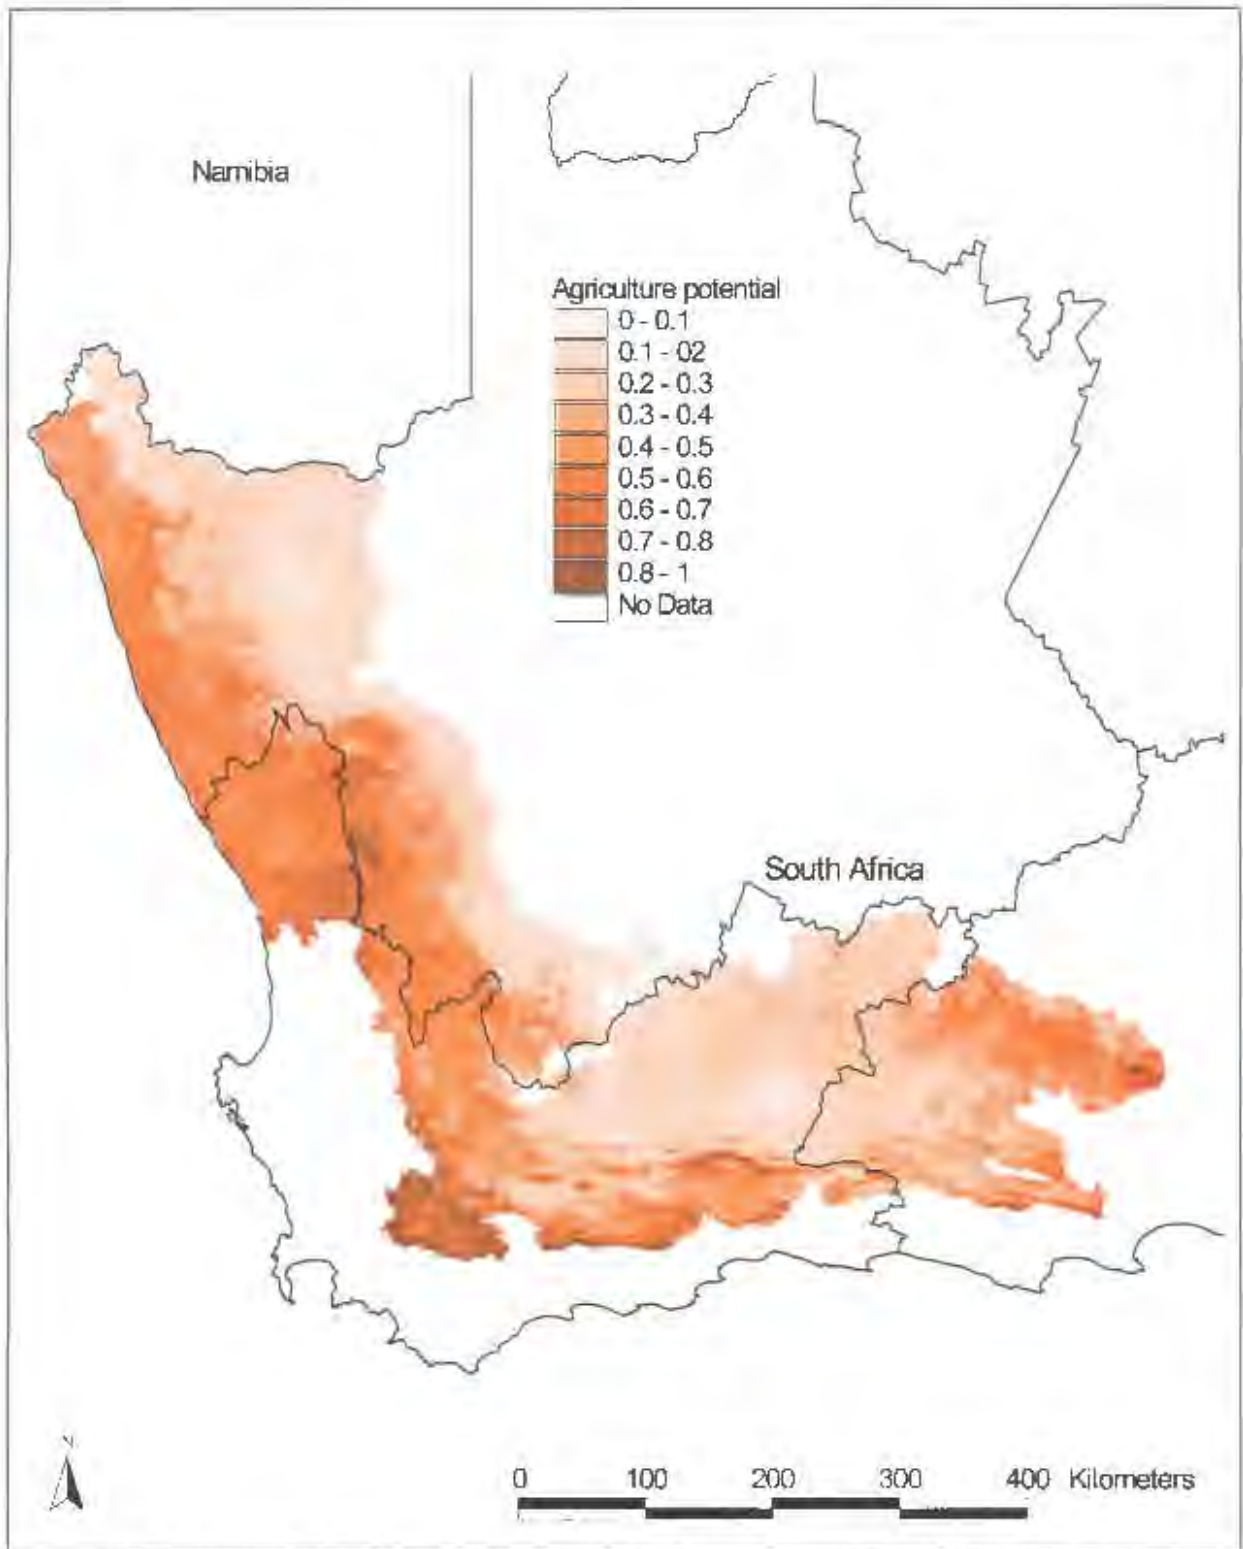 Namibia
Agriculture potential
0 - 0.1
0.1 - 02
0.2 - 0.3
0.3 - 0.4
0.4 - 0.5
0.5 - 0.6
0.6 - 0.7
0.7 - 0.8
0.8 - 1
No Data
South Africa
N
0 100 200 300 400 Kilometers